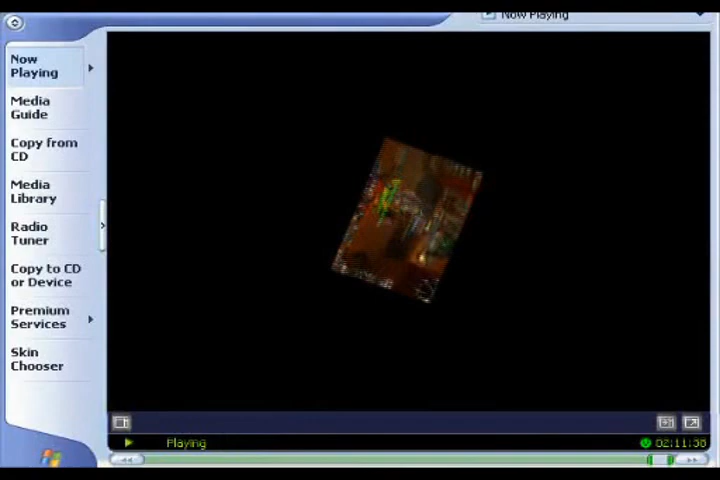 Now Playing
Now
Playing
Media
Guide
Copy from
CD
Media
Library
Radio
Tuner
Copy to CD
or Device
Premium
Services
Skin
Chooser
Playing
02:11:38